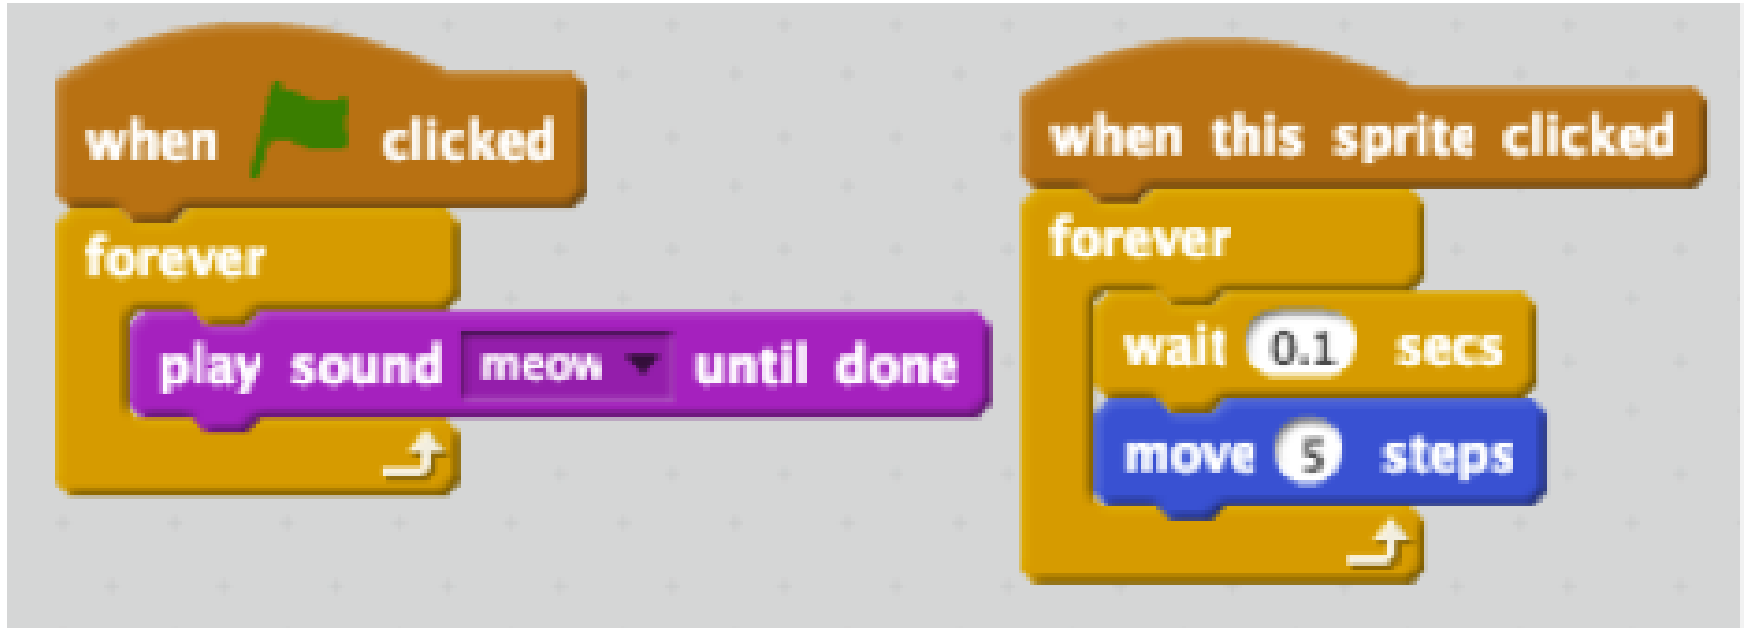 when clicked
forever
play sound meow until done
when this sprite clicked
forever
wait 0.1 secs
move 5 steps